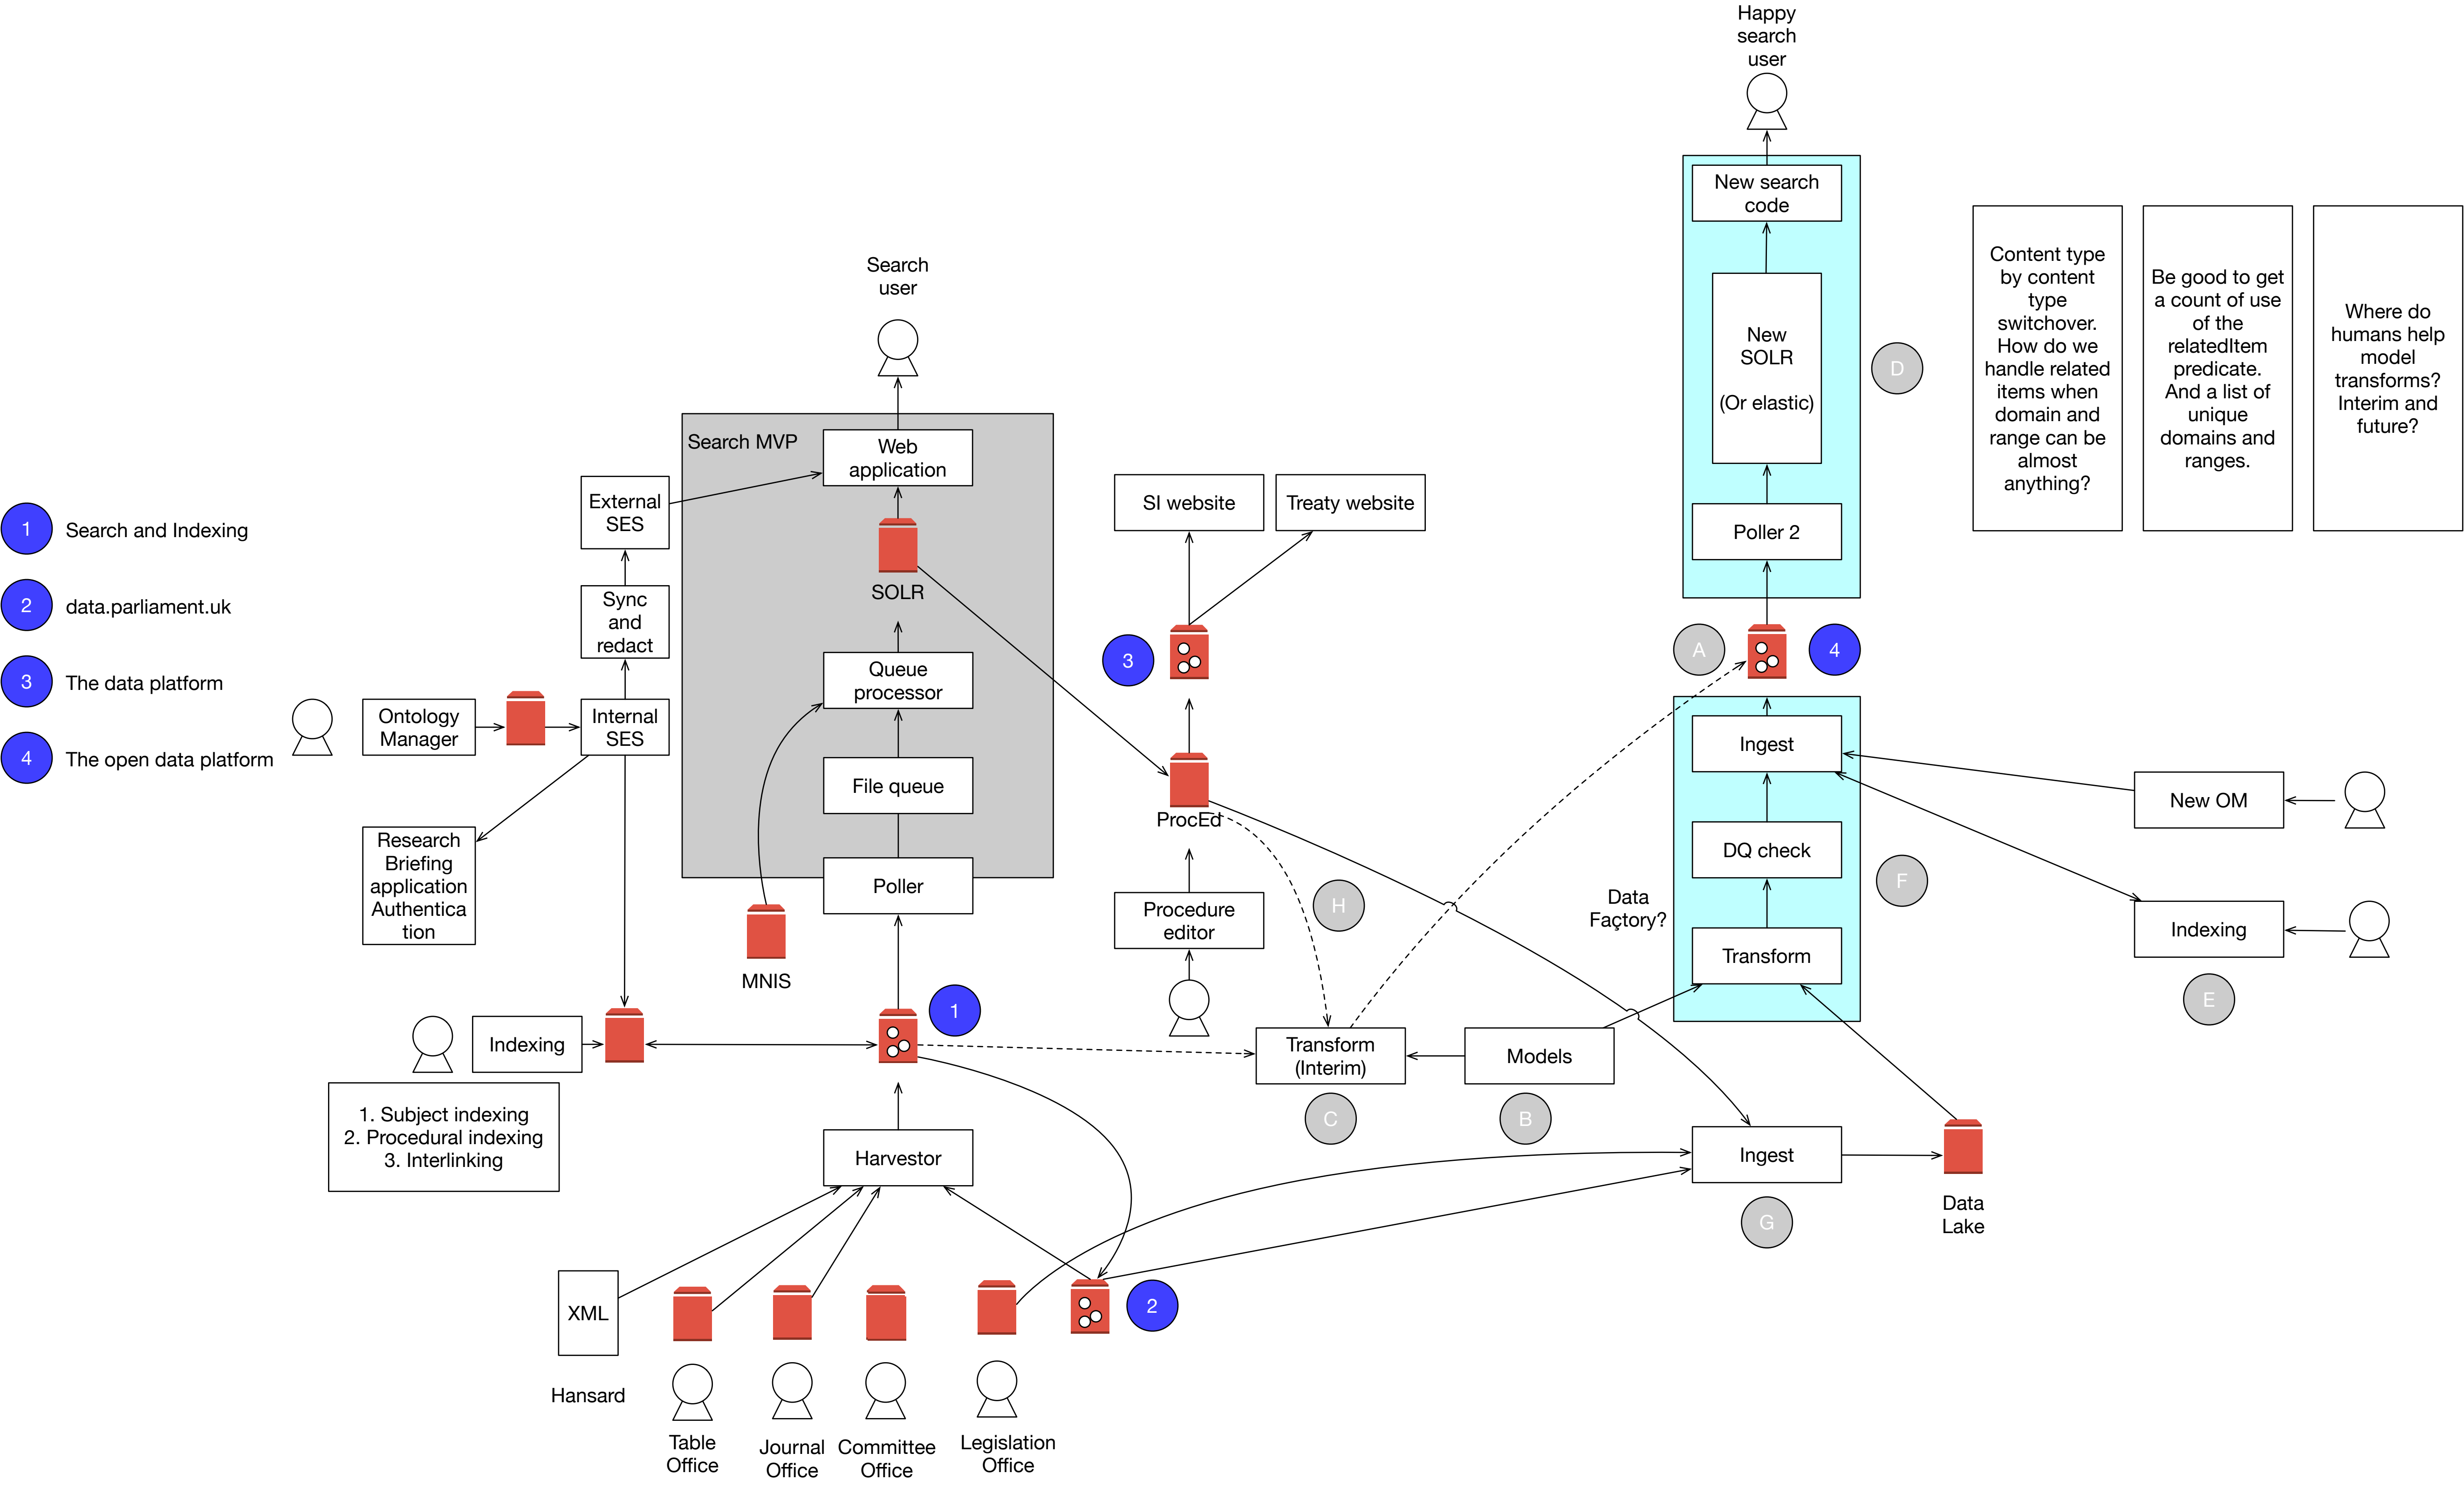 Happy
search
user
New search
code
New
SOLR
(Or elastic)
D
Poller 2
Content type
by content
type
switchover.
How do we
handle related
items when
domain and
range can be
almost
anything?
Be good to get
a count of use
of the
relatedItem
predicate.
And a list of
unique
domains and
ranges.
Where do
humans help
model
transforms?
Interim and
future?
Search
user
Search MVP
Web
application
SOLR
Queue
processor
File queue
Poller
MNIS
External
SES
Sync
and
redact
Internal
SES
Ontology
Manager
Research
Briefing
application
Authentica
tion
1
Search and Indexing
2
data.parliament.uk
3
The data platform
4
The open data platform
SI website
Treaty website
3
ProcEd
Procedure
editor
H
A
4
Ingest
DQ check
Transform
Data
Façtory?
F
New OM
Indexing
E
1
Indexing
1. Subject indexing
2. Procedural indexing
3. Interlinking
Transform
(Interim)
C
Models
B
Harvestor
Ingest
G
Data
Lake
XML
Hansard
2
Table
Office
Journal
Office
Committee
Office
Legislation
Office